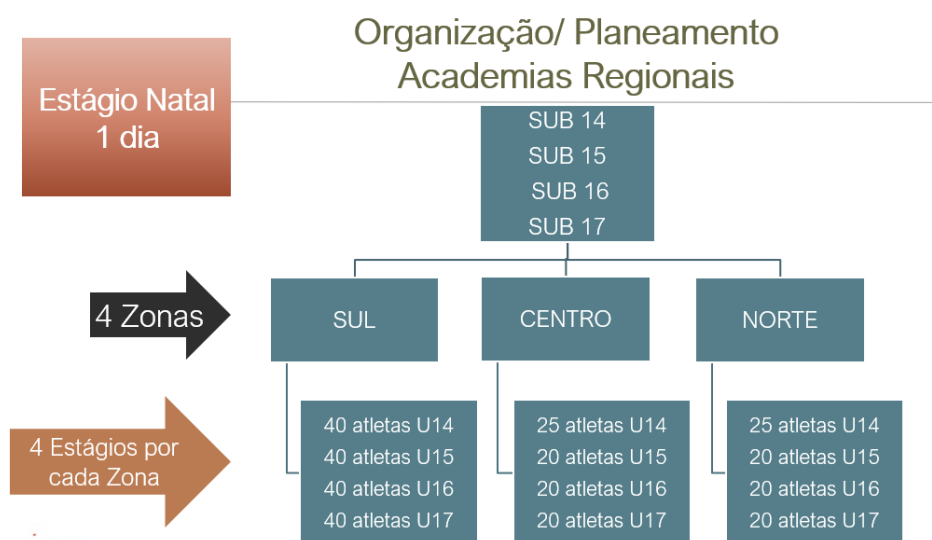 Organização/ Planeamento
Academias Regionais
Estágio Natal
1 dia
SUB 14
SUB 15
SUB 16
SUB 17
4 Zonas
SUL
CENTRO
NORTE
4 Estágios por
cada Zona
40 atletas U14
40 atletas U15
40 atletas U16
40 atletas U17
25 atletas U14
20 atletas U15
20 atletas U16
20 atletas U17
25 atletas U14
20 atletas U15
20 atletas U16
20 atletas U17